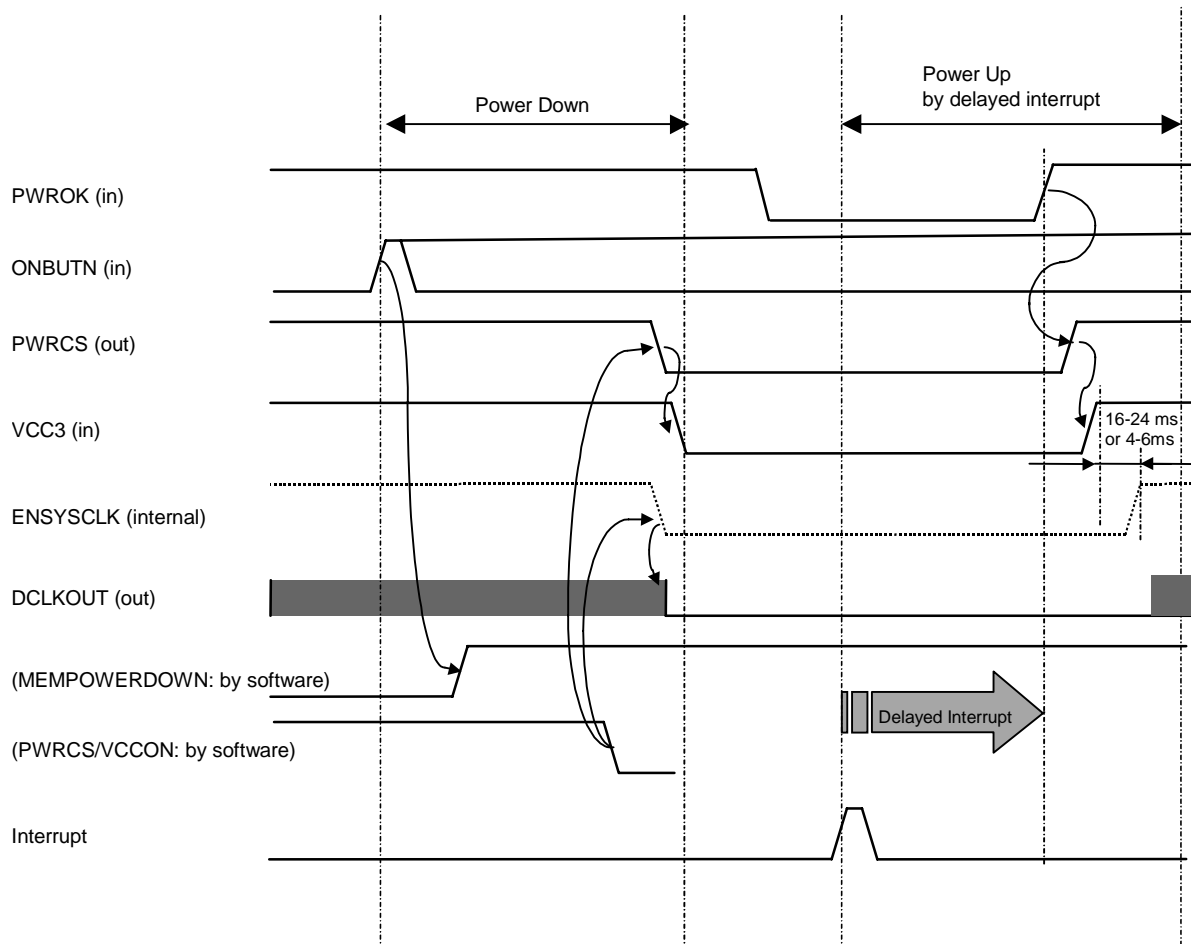 Power Down
Power Up
by delayed interrupt
PWROK (in)
ONBUTN (in)
PWRCS (out)
VCC3 (in)
16-24 ms
or 4-6ms
ENSYSCLK (internal)
DCLKOUT (out)
(MEMPOWERDOWN: by software)
Delayed Interrupt
(PWRCS/VCCON: by software)
Interrupt